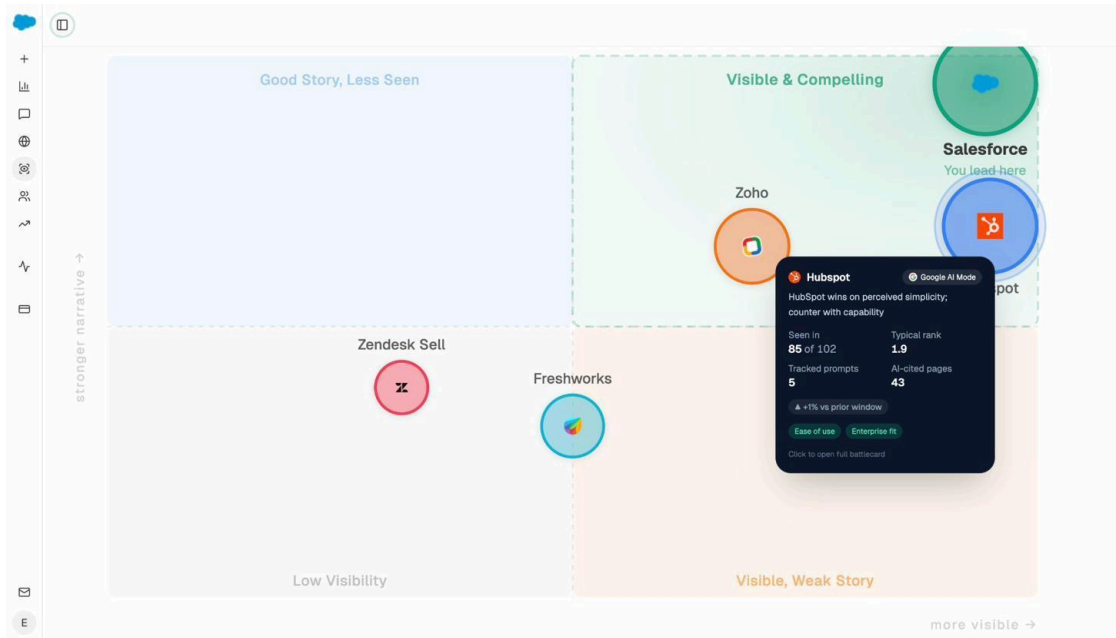 Good Story, Less Seen
Visible & Compelling
Salesforce
You lead here
Zoho
spot
stronger narrative →
Hubspot
Google AI Mode
HubSpot wins on perceived simplicity;
counter with capability
Seen in
Typical rank
85 of 102
1.9
Tracked prompts
AI-cited pages
5
43
▲ +1% vs prior window
Ease of use
Enterprise fit
Click to open full battlecard
Zendesk Sell
Freshworks
Low Visibility
Visible, Weak Story
more visible →
E